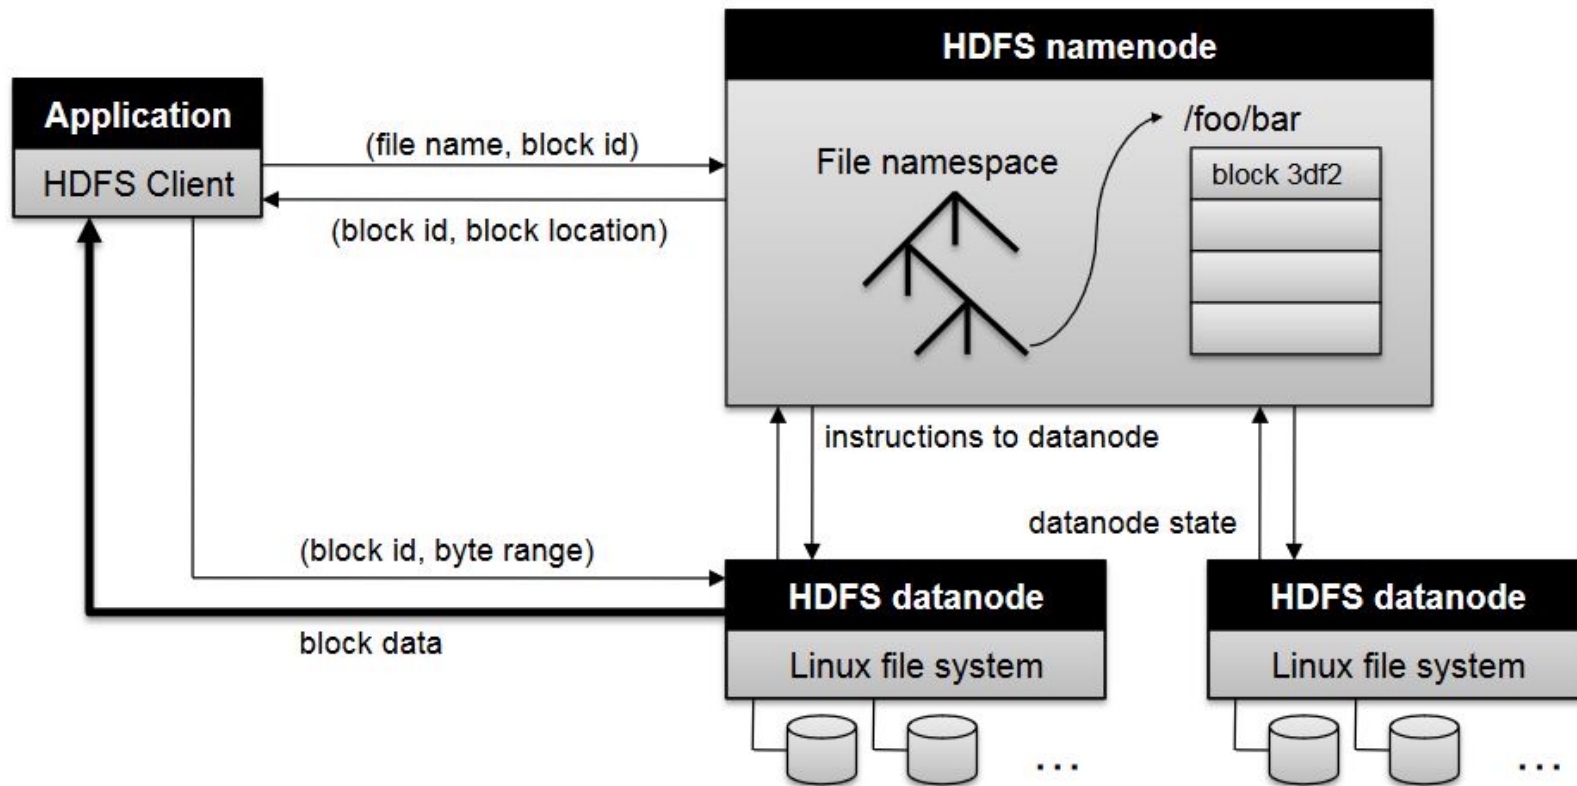 HDFS namenode
Application
HDFS Client
(file name, block id)
(block id, block location)
File namespace
/foo/bar
block 3df2
instructions to datanode
datanode state
(block id, byte range)
block data
HDFS datanode
Linux file system
...
HDFS datanode
Linux file system
...